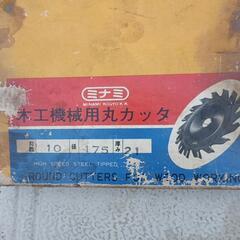 ミナミ
MINAMI KOGYO K.K.
木工機械用丸カッタ
刃数 10 径 175 厚み 21
HIGH SPEED STEEL TIPPED
GROUND CUTTERS FOR WOOD WORKING